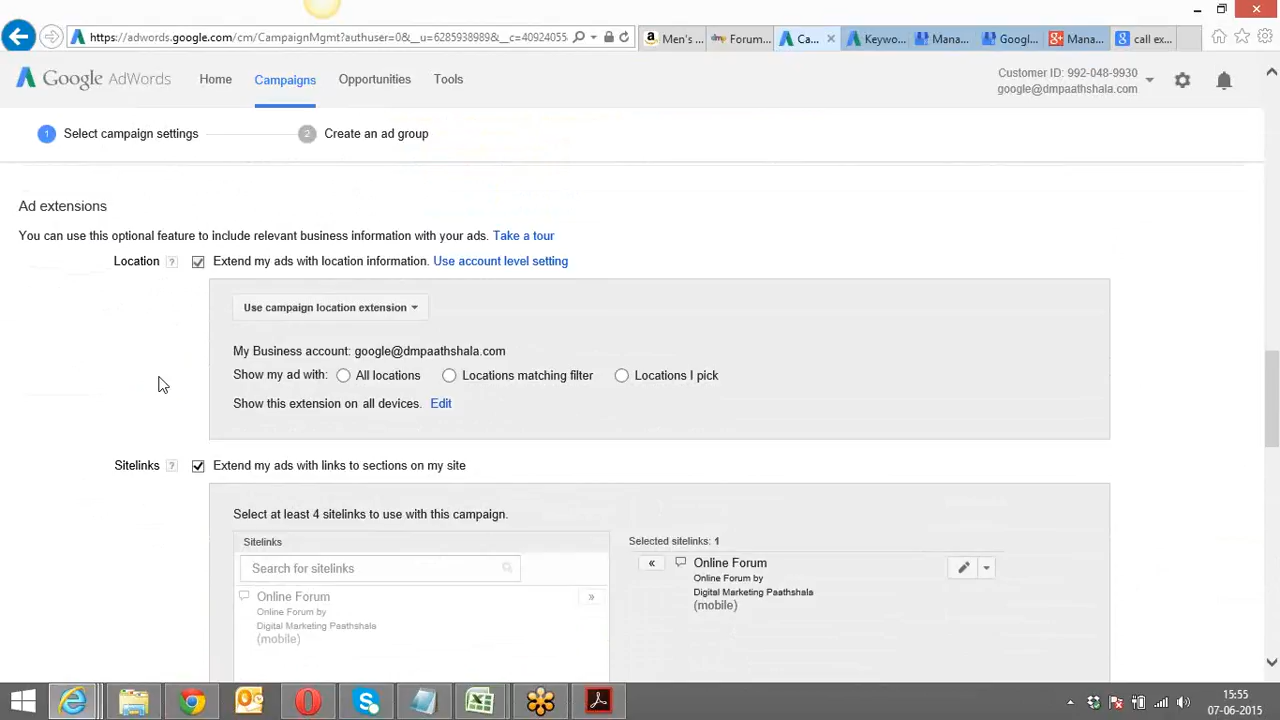 https://adwords.google.com/cm/CampaignMgmt?authuser=0&__u=6285938989&__c=40924055
Men's ...
Forum...
Ca...
Keywo...
Mana...
Googl...
Mana...
call ex...
Google AdWords
Home
Campaigns
Opportunities
Tools
Customer ID: 992-048-9930
google@dmpaathshala.com
1 Select campaign settings
2 Create an ad group
Ad extensions
You can use this optional feature to include relevant business information with your ads. Take a tour
Location ? Extend my ads with location information. Use account level setting
Use campaign location extension
My Business account: google@dmpaathshala.com
Show my ad with: All locations Locations matching filter Locations I pick
Show this extension on all devices. Edit
Sitelinks ? Extend my ads with links to sections on my site
Select at least 4 sitelinks to use with this campaign.
Sitelinks
Search for sitelinks
Online Forum »
Online Forum by
Digital Marketing Paathshala
(mobile)
Selected sitelinks: 1
« Online Forum
Online Forum by
Digital Marketing Paathshala
(mobile)
15:55
07-06-2015